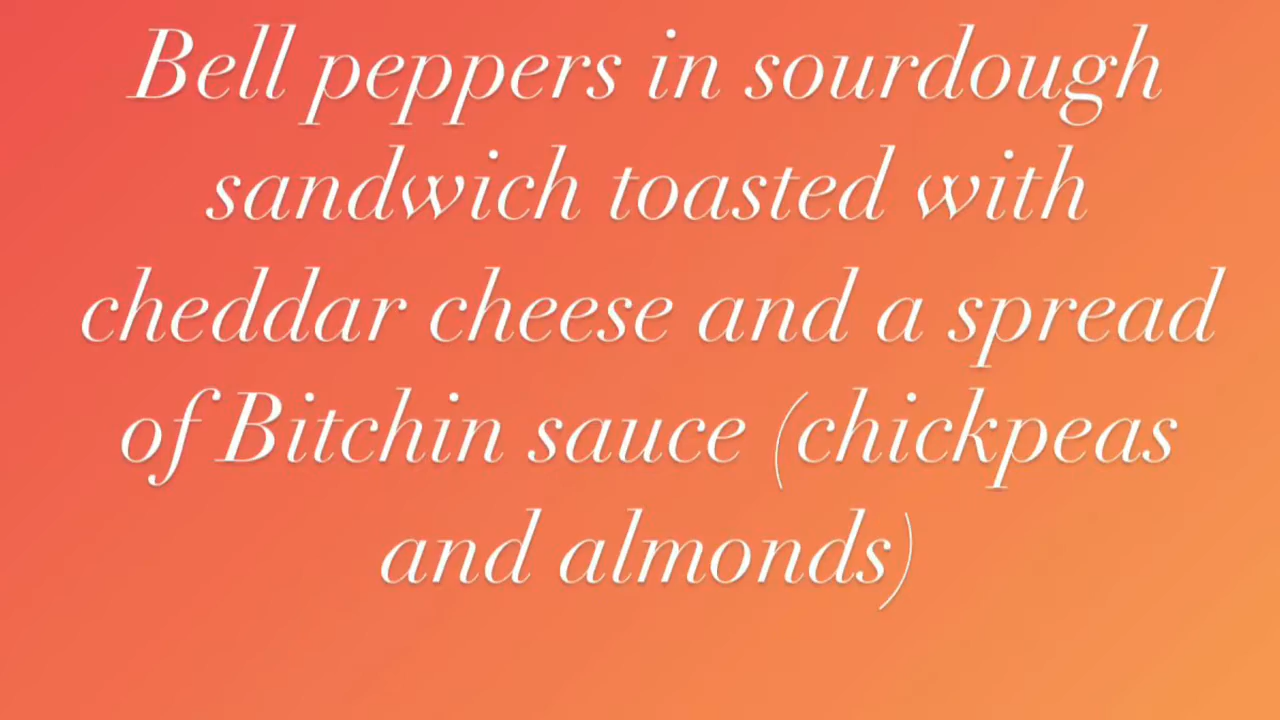 Bell peppers in sourdough
sandwich toasted with
cheddar cheese and a spread
of Bitchin sauce (chickpeas
and almonds)